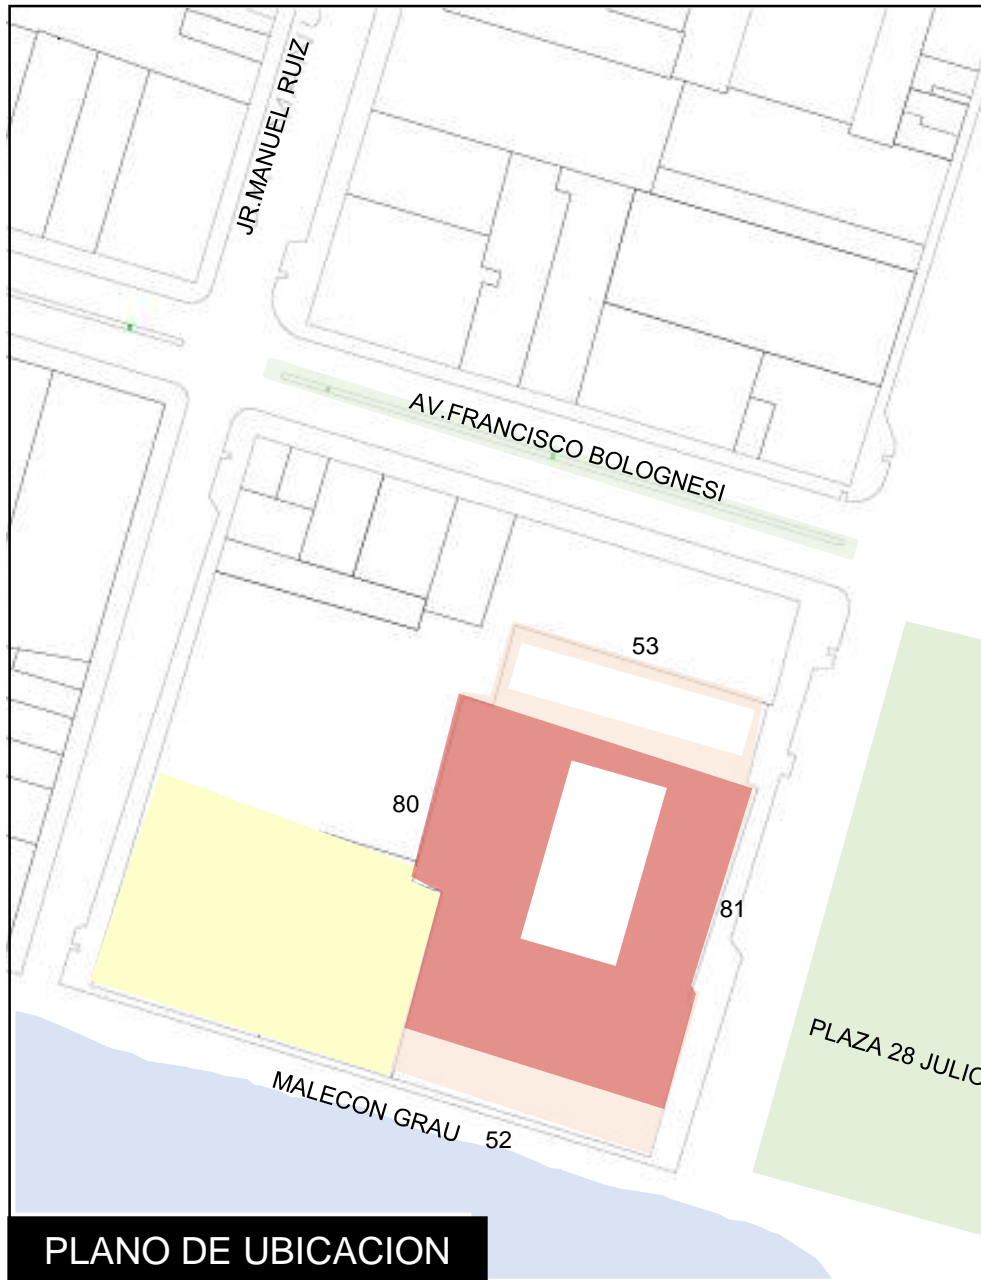 JR.MANUEL RUIZ
AV.FRANCISCO BOLOGNESI
53
80
81
PLAZA 28 JULIO
MALECON GRAU
52
PLANO DE UBICACION